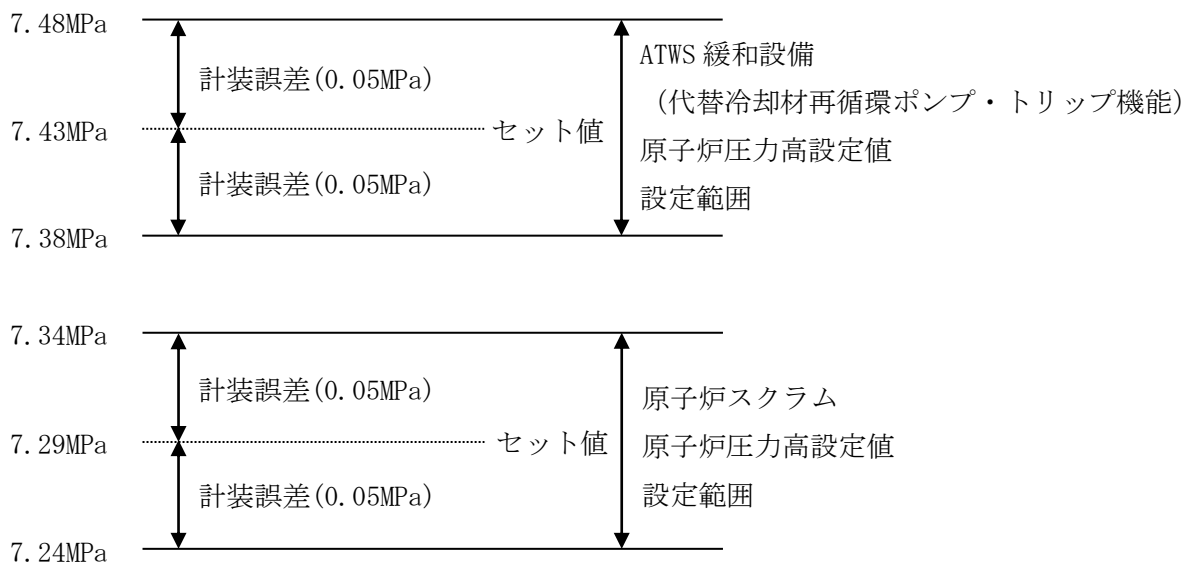 7.48MPa
計装誤差(0.05MPa)
7.43MPa
セット値
計装誤差(0.05MPa)
7.38MPa
ATWS 緩和設備
（代替冷却材再循環ポンプ・トリップ機能）
原子炉圧力高設定値
設定範囲
7.34MPa
計装誤差(0.05MPa)
7.29MPa
セット値
計装誤差(0.05MPa)
7.24MPa
原子炉スクラム
原子炉圧力高設定値
設定範囲